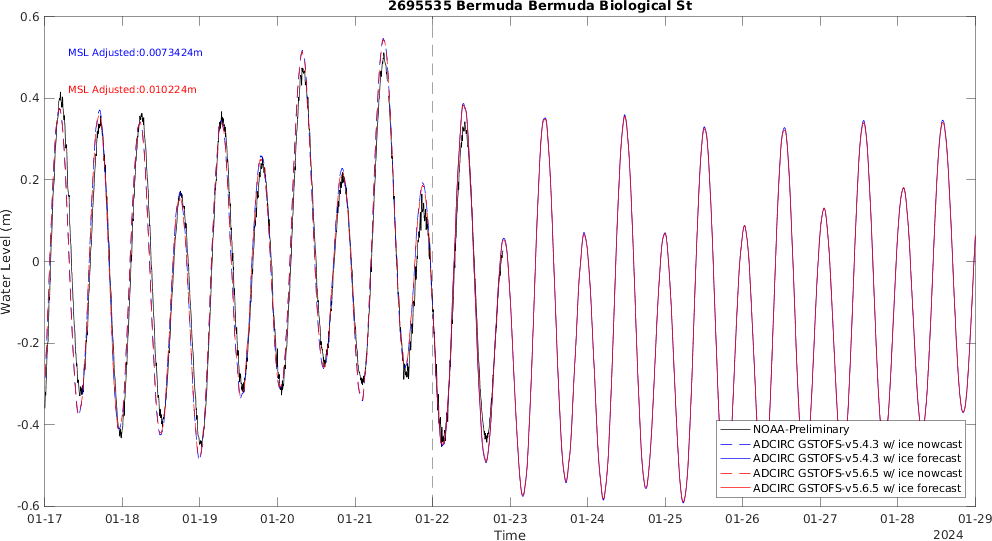 2695535 Bermuda Bermuda Biological St
MSL Adjusted:0.0073424m
MSL Adjusted:0.010224m
Water Level (m)
0.6
0.4
0.2
0
-0.2
-0.4
-0.6
NOAA-Preliminary
ADCIRC GSTOFS-v5.4.3 w/ ice nowcast
ADCIRC GSTOFS-v5.4.3 w/ ice forecast
ADCIRC GSTOFS-v5.6.5 w/ ice nowcast
ADCIRC GSTOFS-v5.6.5 w/ ice forecast
01-17 01-18 01-19 01-20 01-21 01-22 01-23 01-24 01-25 01-26 01-27 01-28 01-29
Time
2024